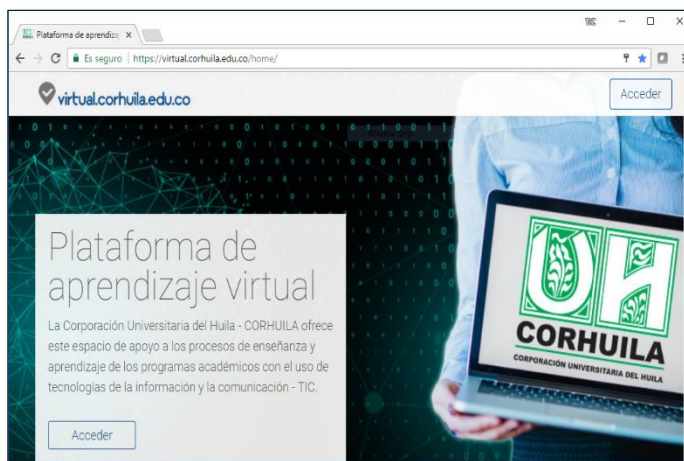 Plataforma de aprendiza
Es seguro | https://virtual.corhuila.edu.co/home/
virtual.corhuila.edu.co
Acceder
Plataforma de
aprendizaje virtual
La Corporación Universitaria del Huila - CORHUILA ofrece
este espacio de apoyo a los procesos de enseñanza y
aprendizaje de los programas académicos con el uso de
tecnologías de la información y la comunicación - TIC.
Acceder
UH
CORHUILA
CORPORACIÓN UNIVERSITARIA DEL HUILA